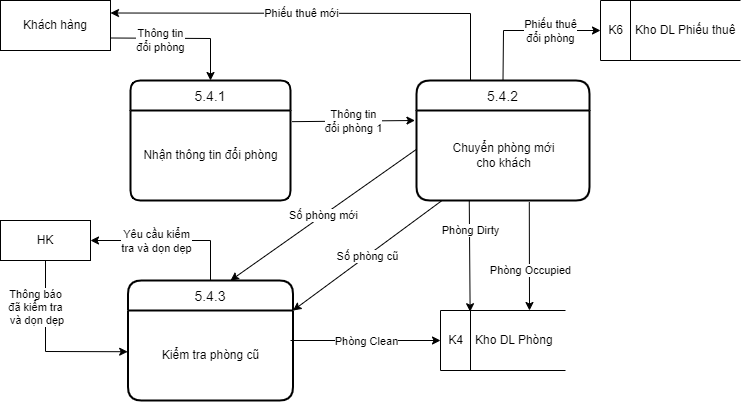 Khách hàng
Phiếu thuê mới
Thông tin
đổi phòng
Phiếu thuê
đổi phòng
K6
Kho DL Phiếu thuê
5.4.1
Nhận thông tin đổi phòng
Thông tin
đổi phòng 1
5.4.2
Chuyển phòng mới
cho khách
Số phòng mới
Số phòng cũ
Phòng Dirty
Phòng Occupied
HK
Yêu cầu kiểm
tra và dọn dẹp
Thông báo
đã kiểm tra
và dọn dẹp
5.4.3
Kiểm tra phòng cũ
Phòng Clean
K4
Kho DL Phòng